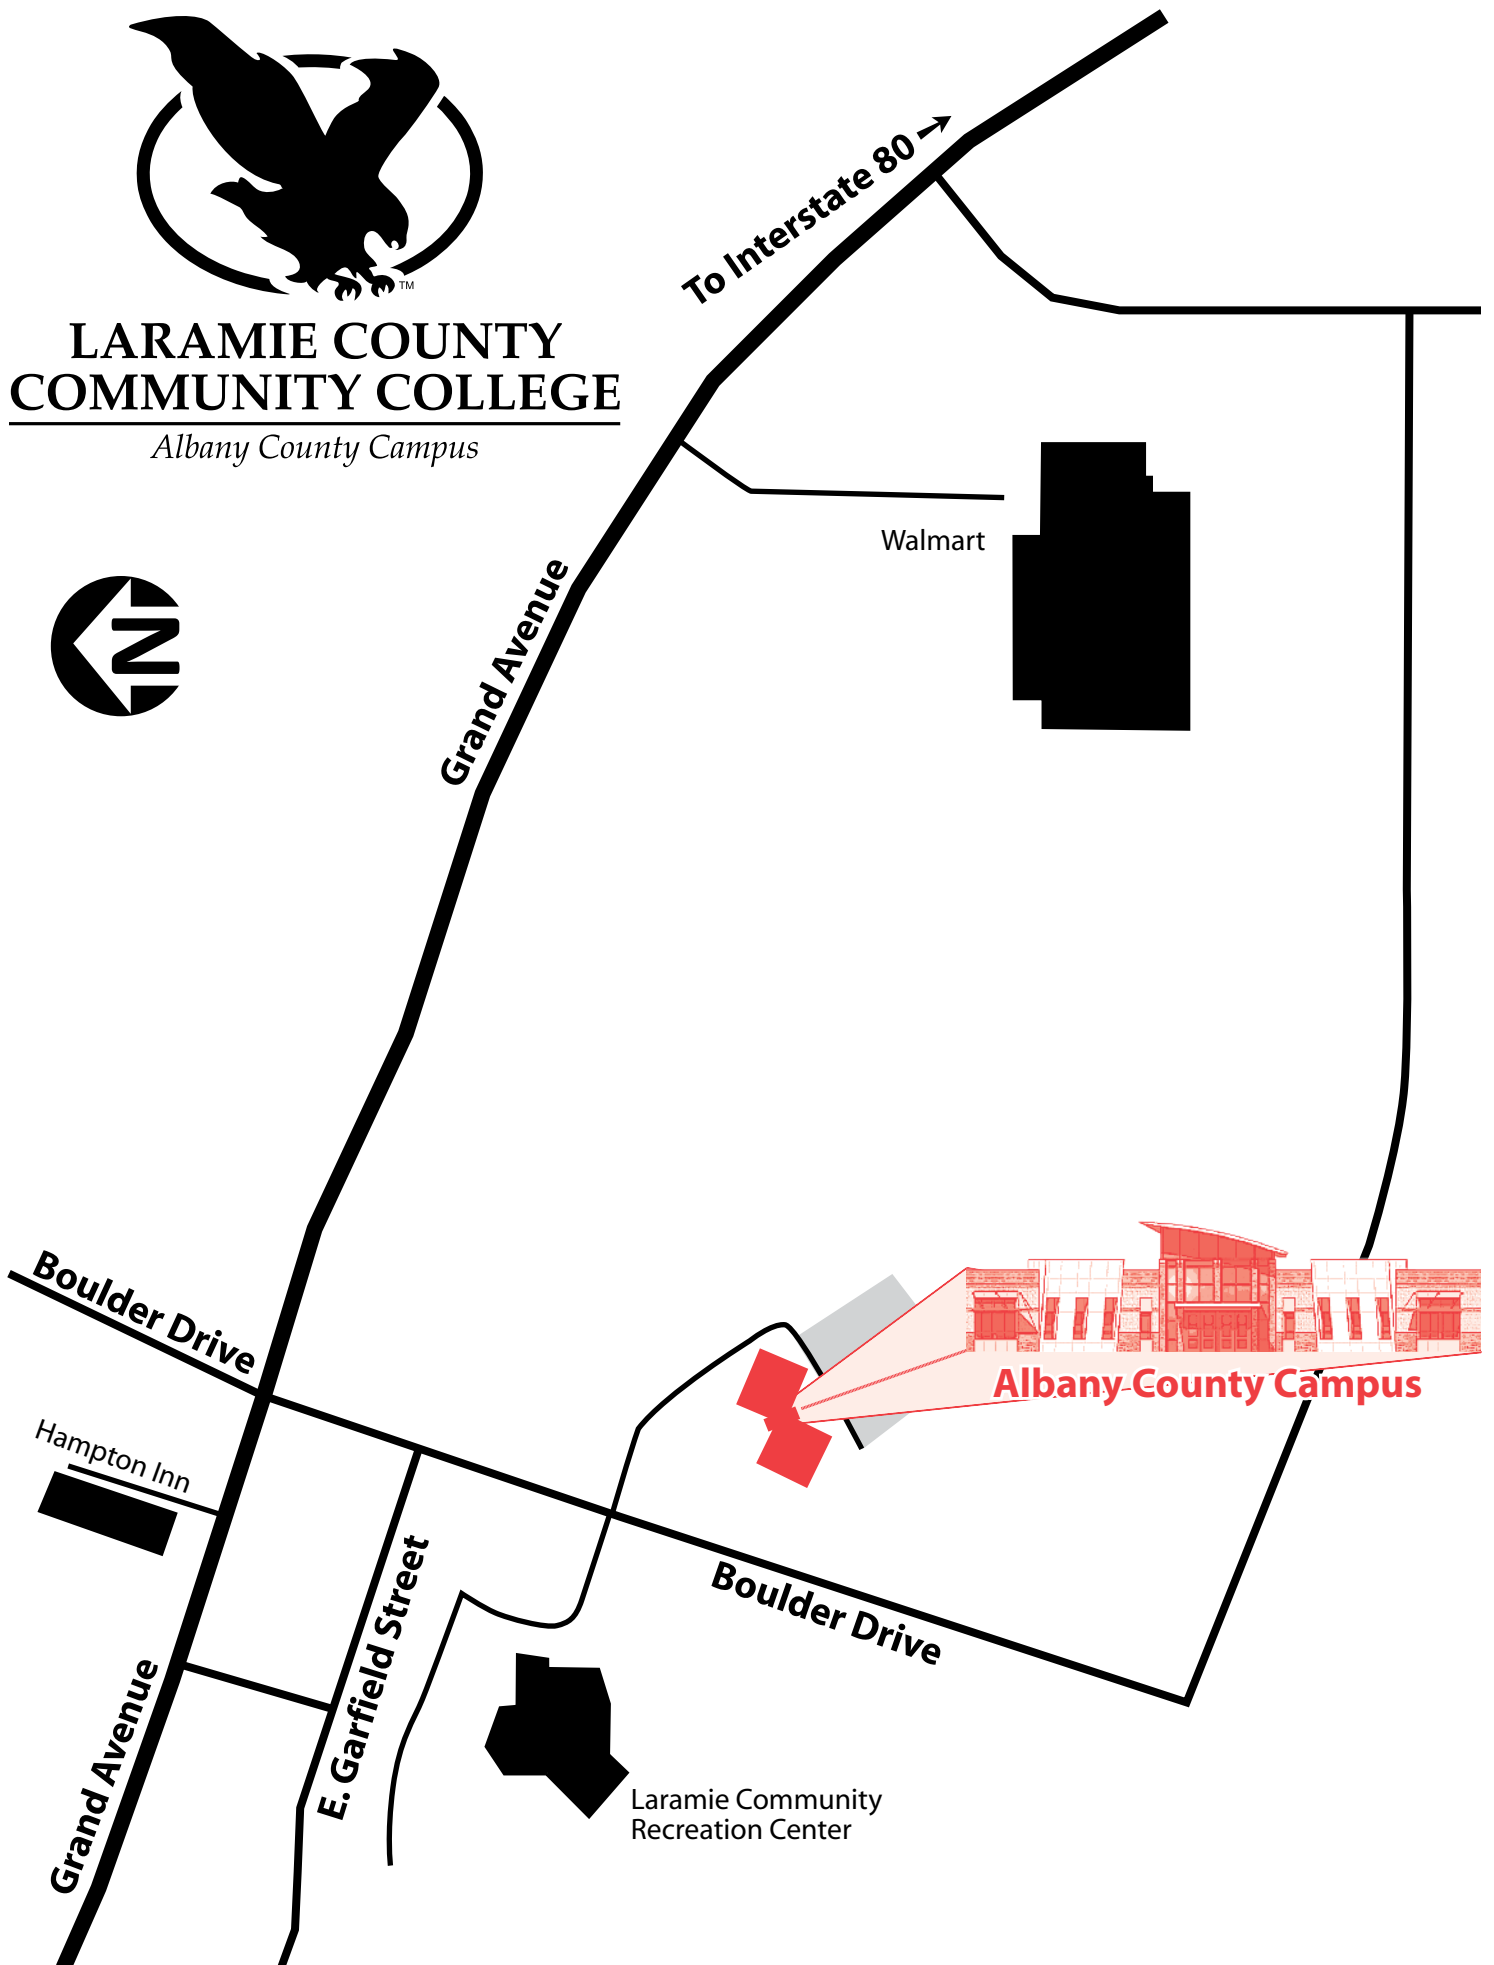 TM
LARAMIE COUNTY
COMMUNITY COLLEGE
Albany County Campus
To Interstate 80
Walmart
N
Grand Avenue
Boulder Drive
Albany County Campus
Hampton Inn
E. Garfield Street
Boulder Drive
Grand Avenue
Laramie Community
Recreation Center